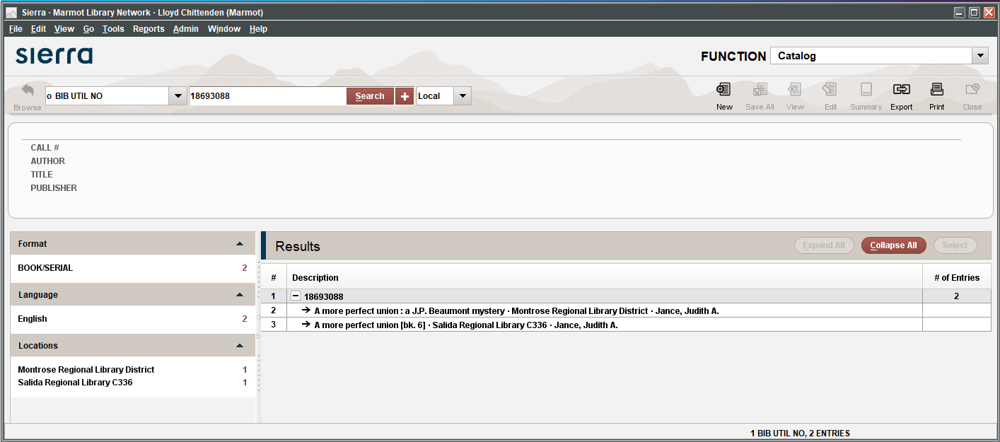 Sierra · Marmot Library Network · Lloyd Chittenden (Marmot)
File Edit View Go Tools Reports Admin Window Help
sierra
FUNCTION Catalog
Browse
o BIB UTIL NO 18693088 Search + Local
New Save All View Edit Summary Export Print Close
CALL #
AUTHOR
TITLE
PUBLISHER
Format
BOOK/SERIAL 2
Language
English 2
Locations
Montrose Regional Library District 1
Salida Regional Library C336 1
Results Expand All Collapse All Select
# Description # of Entries
1 18693088 2
2 A more perfect union : a J.P. Beaumont mystery · Montrose Regional Library District · Jance, Judith A.
3 A more perfect union [bk. 6] · Salida Regional Library C336 · Jance, Judith A.
1 BIB UTIL NO, 2 ENTRIES